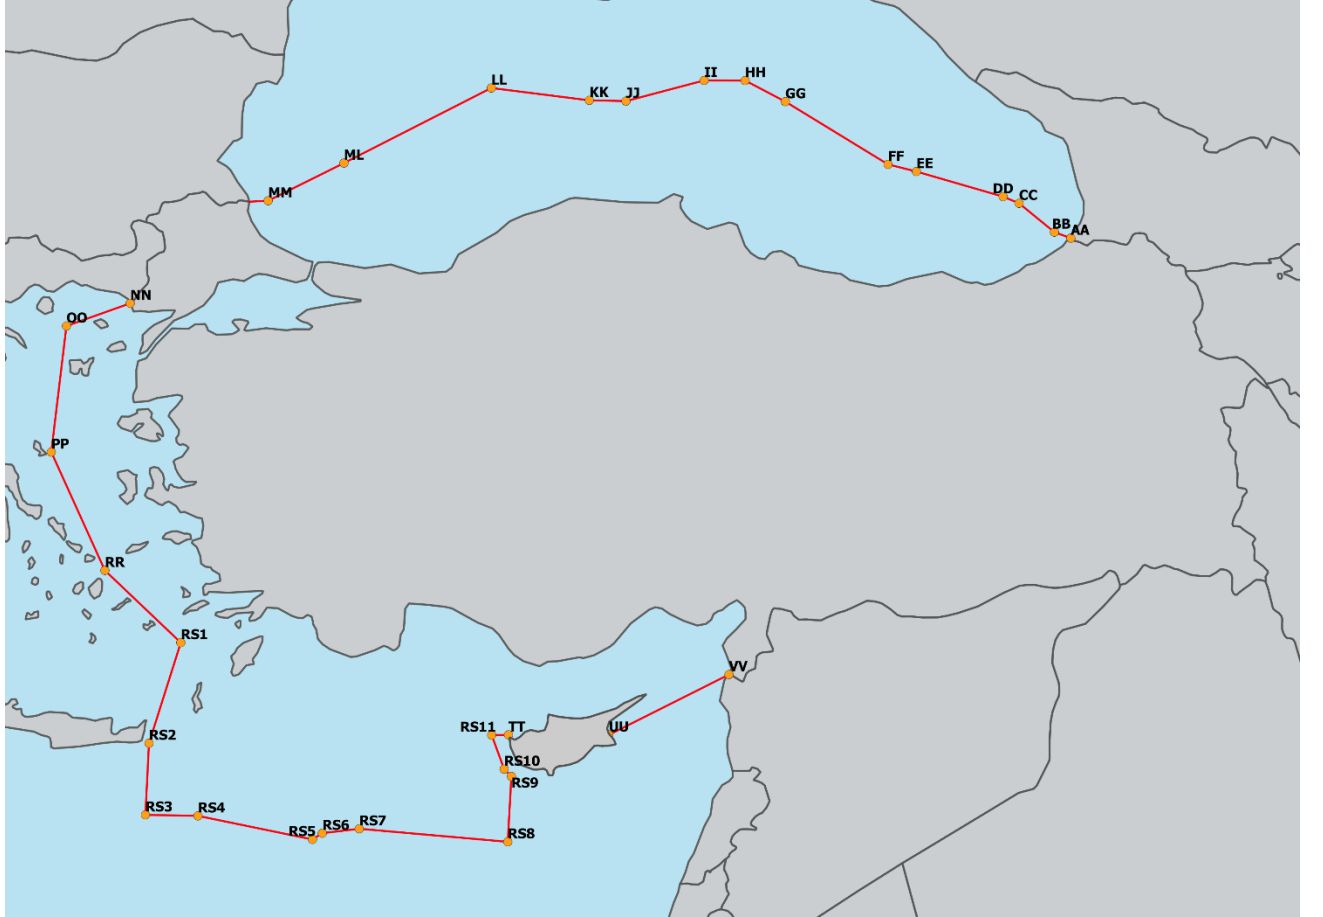 LL
KK
JJ
II
HH
GG
ML
FF
EE
MM
DD
CC
BB
AA
NN
OO
PP
RR
RS1
VV
RS2
RS11
TT
UU
RS10
RS9
RS3
RS4
RS5
RS6
RS7
RS8